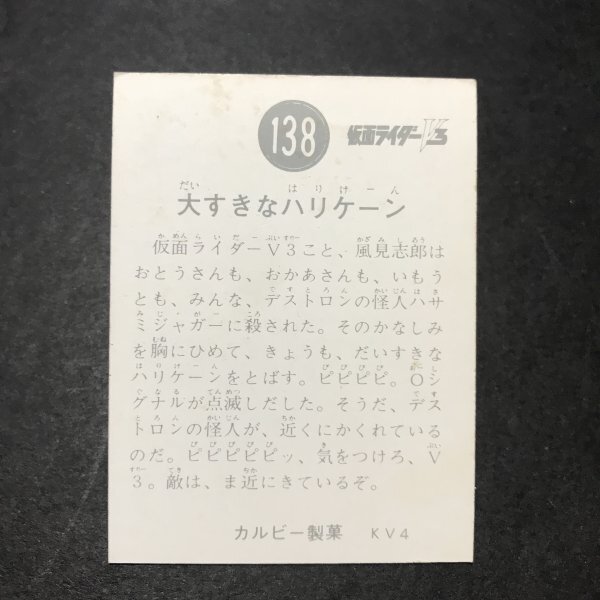 138
仮面ライダーV3
大すきなハリケーン
仮面ライダーV3こと、風見志郎は
おとうさんも、おかあさんも、いもう
とも、みんな、デストロンの怪人ハサ
ミジャガーに殺された。そのかなしみ
を胸にひめて、きょうも、だいすきな
ハリケーンをとばす。ピピピピ。Oシ
グナルが点滅しだした。そうだ、デス
トロンの怪人が、近くにかくれている
のだ。ピピピピピッ、気をつけろ、V
3。敵は、ま近にきているぞ。
カルビー製菓 KV4